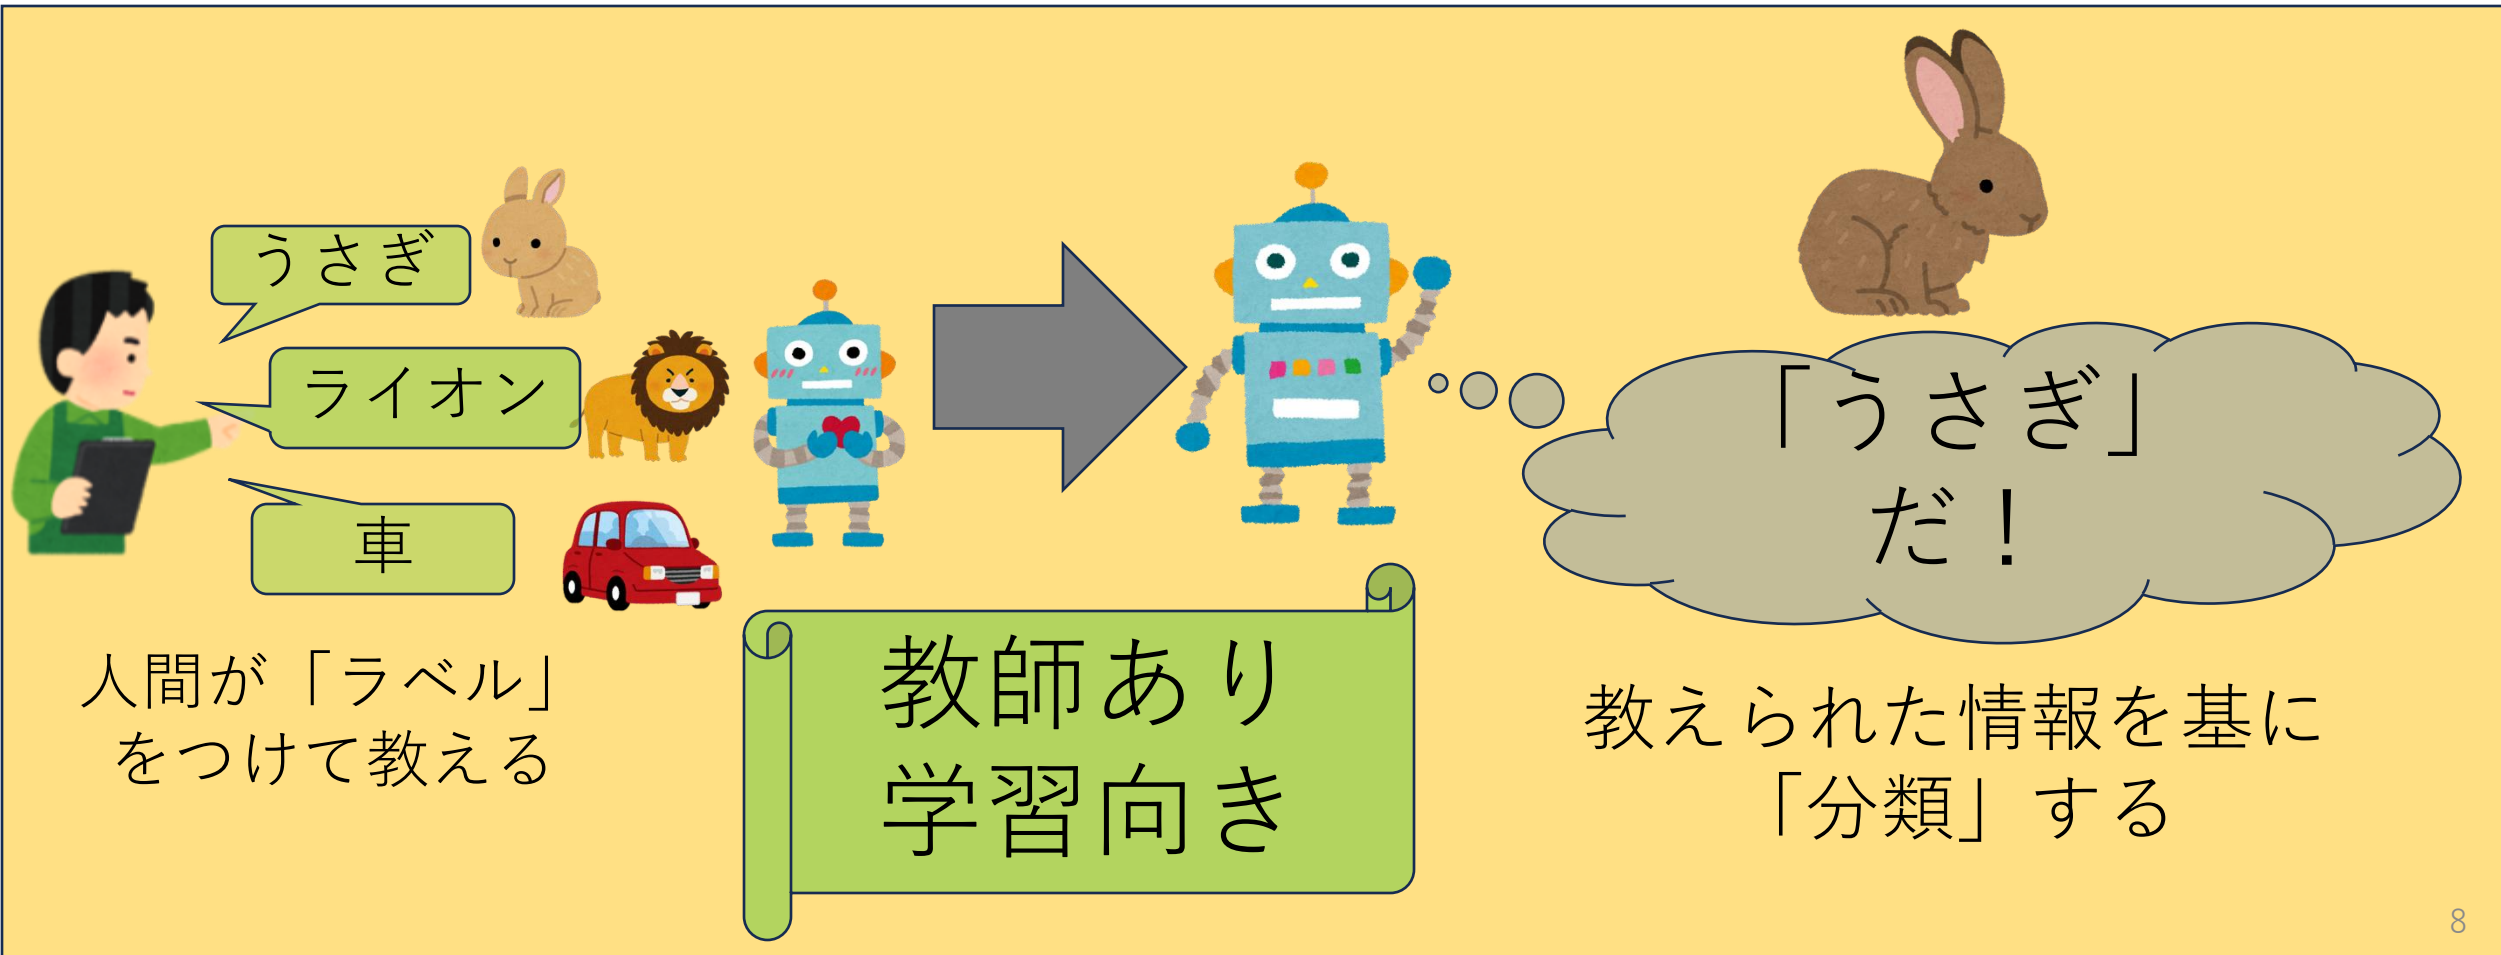 うさぎ
ライオン
車
人間が「ラベル」
をつけて教える
教師あり
学習向き
「うさぎ」
だ！
教えられた情報を基に
「分類」する
8